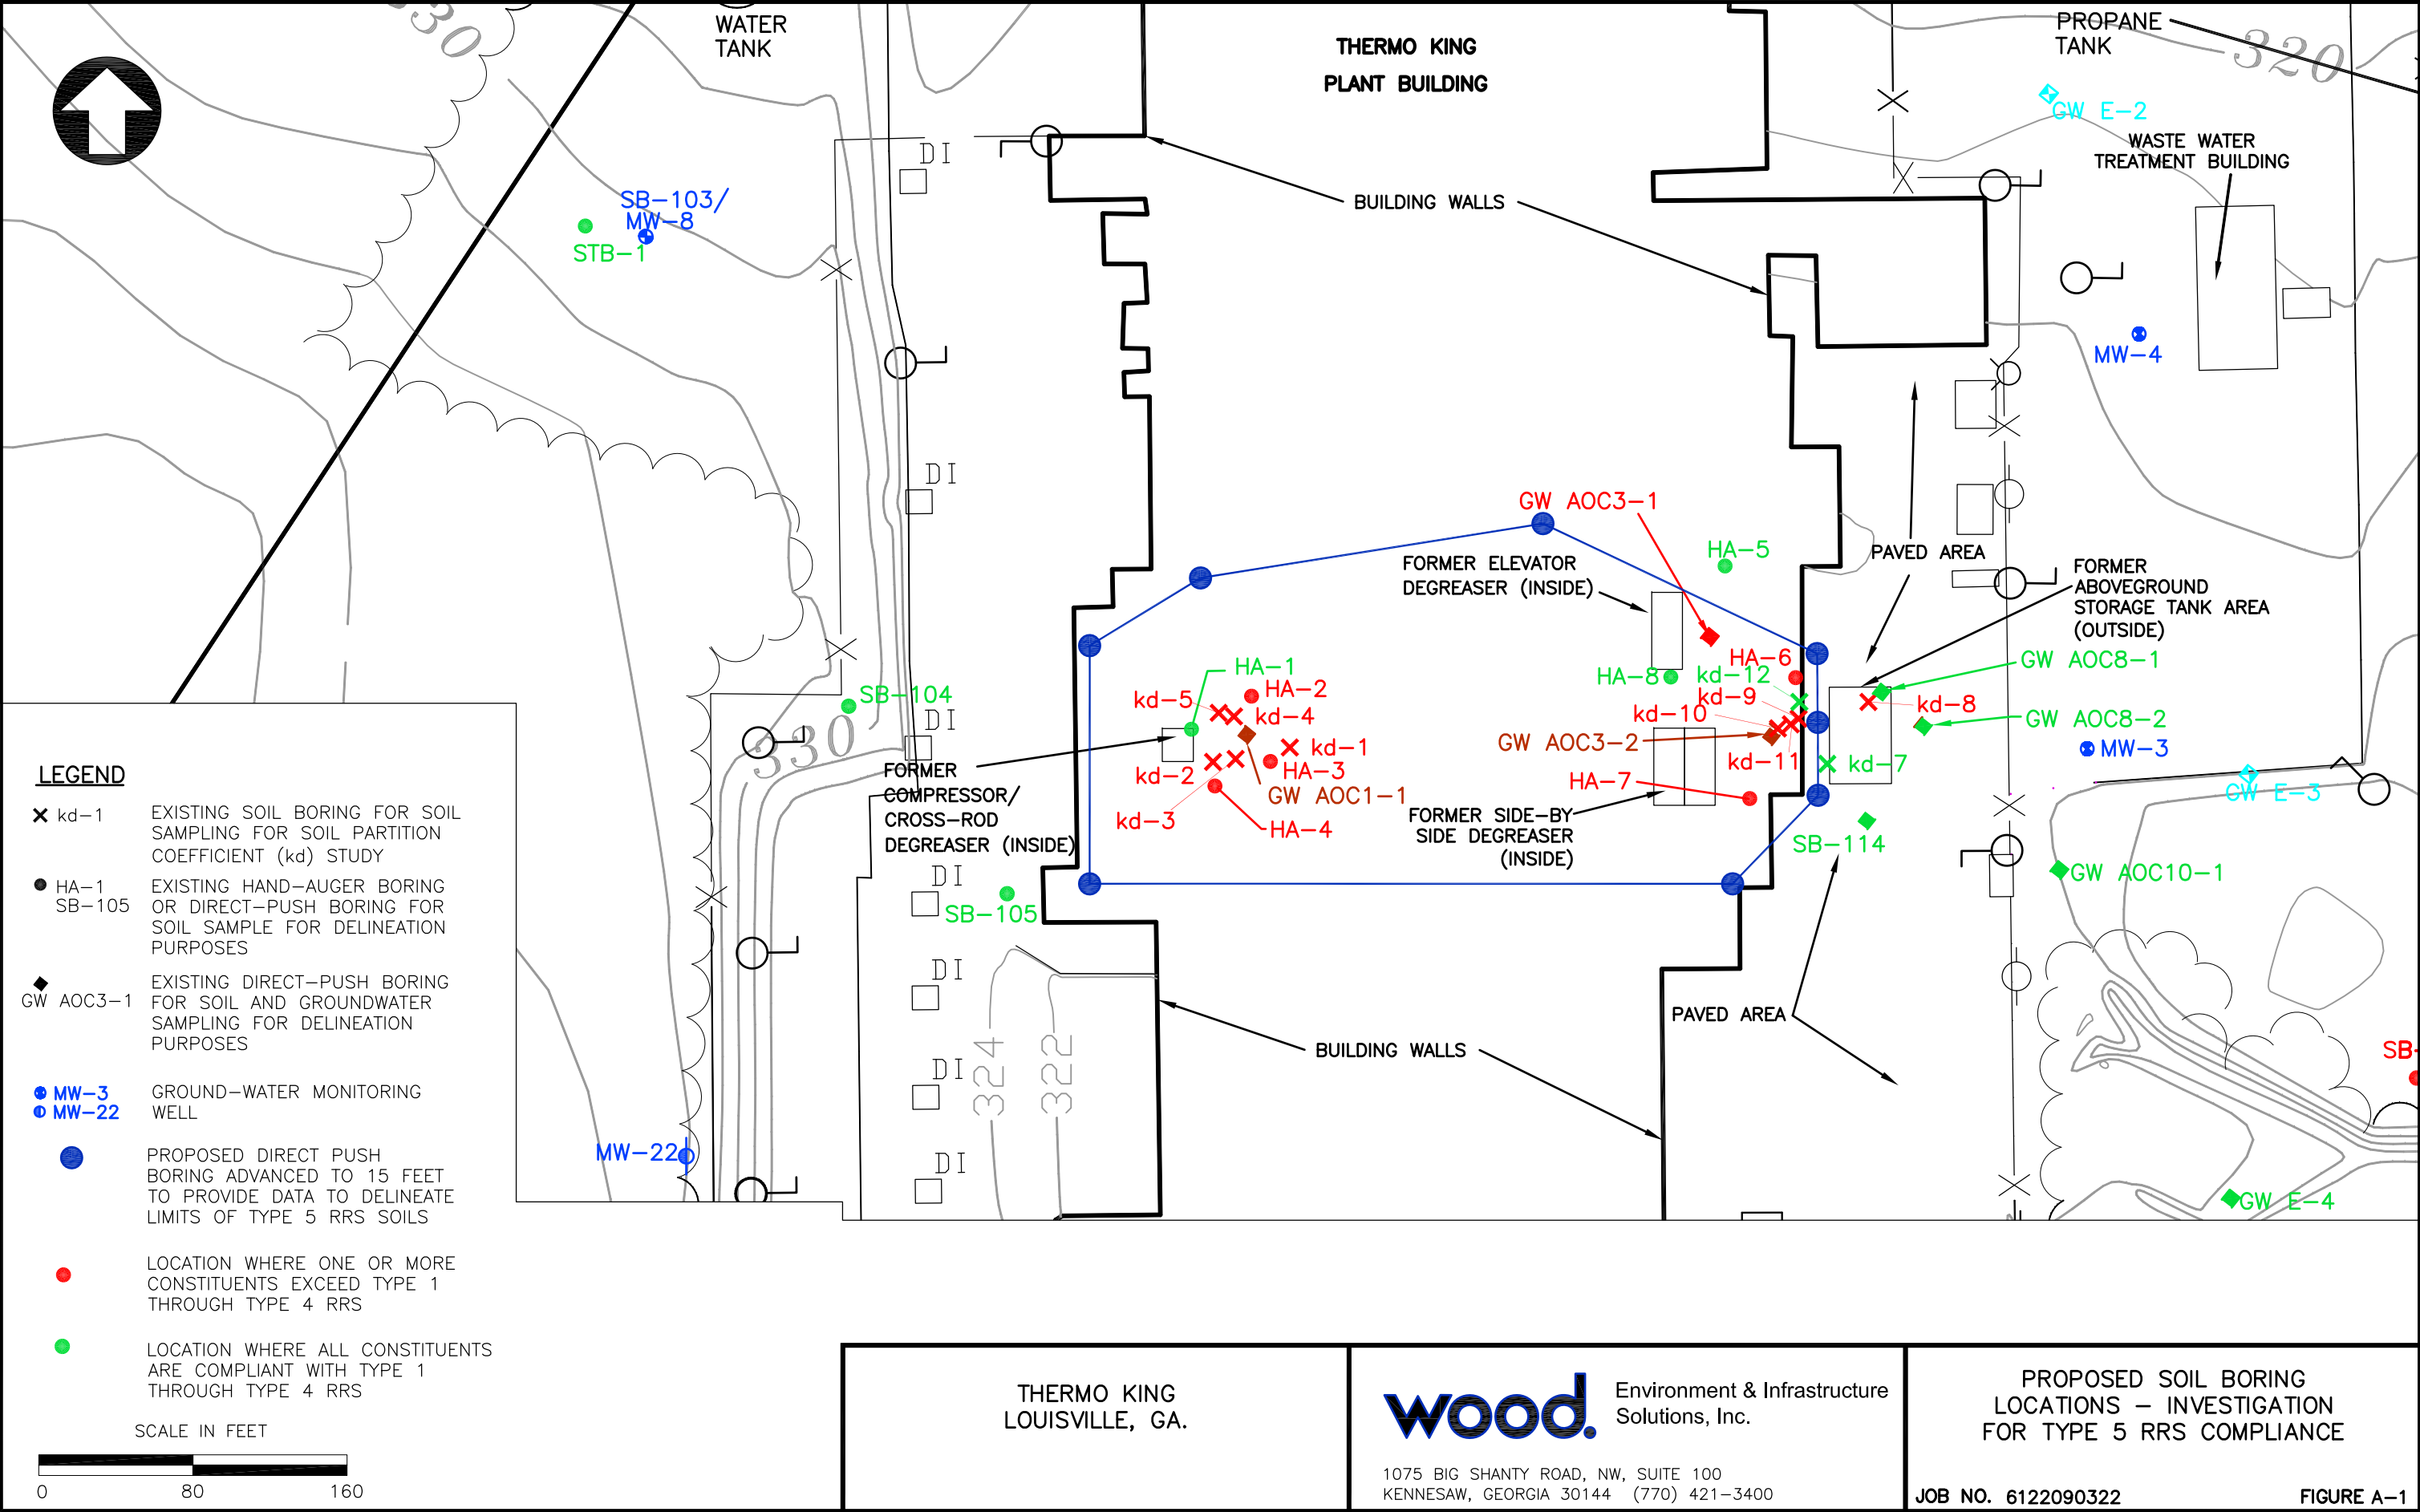 330
WATER
TANK
THERMO KING
PLANT BUILDING
PROPANE
TANK
320
GW E-2
WASTE WATER
TREATMENT BUILDING
DI
BUILDING WALLS
SB-103/
MW-8
STB-1
MW-4
DI
GW AOC3-1
HA-5
PAVED AREA
FORMER ELEVATOR
DEGREASER (INSIDE)
FORMER
ABOVEGROUND
STORAGE TANK AREA
(OUTSIDE)
HA-6
GW AOC8-1
HA-1
HA-8
kd-12
kd-5
HA-2
kd-9
kd-8
SB-104
kd-4
kd-10
GW AOC8-2
DI
330
kd-1
GW AOC3-2
MW-3
kd-2
HA-3
kd-11
kd-7
FORMER
COMPRESSOR/
CROSS-ROD
DEGREASER (INSIDE)
GW AOC1-1
HA-7
GW E-3
kd-3
HA-4
FORMER SIDE-BY
SIDE DEGREASER
(INSIDE)
SB-114
GW AOC10-1
DI
SB-105
DI
324
322
PAVED AREA
BUILDING WALLS
SB-
DI
MW-22
DI
GW E-4
LEGEND
kd-1
EXISTING SOIL BORING FOR SOIL
SAMPLING FOR SOIL PARTITION
COEFFICIENT (kd) STUDY
HA-1
SB-105
EXISTING HAND-AUGER BORING
OR DIRECT-PUSH BORING FOR
SOIL SAMPLE FOR DELINEATION
PURPOSES
GW AOC3-1
EXISTING DIRECT-PUSH BORING
FOR SOIL AND GROUNDWATER
SAMPLING FOR DELINEATION
PURPOSES
MW-3
MW-22
GROUND-WATER MONITORING
WELL
PROPOSED DIRECT PUSH
BORING ADVANCED TO 15 FEET
TO PROVIDE DATA TO DELINEATE
LIMITS OF TYPE 5 RRS SOILS
LOCATION WHERE ONE OR MORE
CONSTITUENTS EXCEED TYPE 1
THROUGH TYPE 4 RRS
LOCATION WHERE ALL CONSTITUENTS
ARE COMPLIANT WITH TYPE 1
THROUGH TYPE 4 RRS
SCALE IN FEET
0 80 160
THERMO KING
LOUISVILLE, GA.
wood.
Environment & Infrastructure
Solutions, Inc.
1075 BIG SHANTY ROAD, NW, SUITE 100
KENNESAW, GEORGIA 30144 (770) 421-3400
PROPOSED SOIL BORING
LOCATIONS - INVESTIGATION
FOR TYPE 5 RRS COMPLIANCE
JOB NO. 6122090322
FIGURE A-1